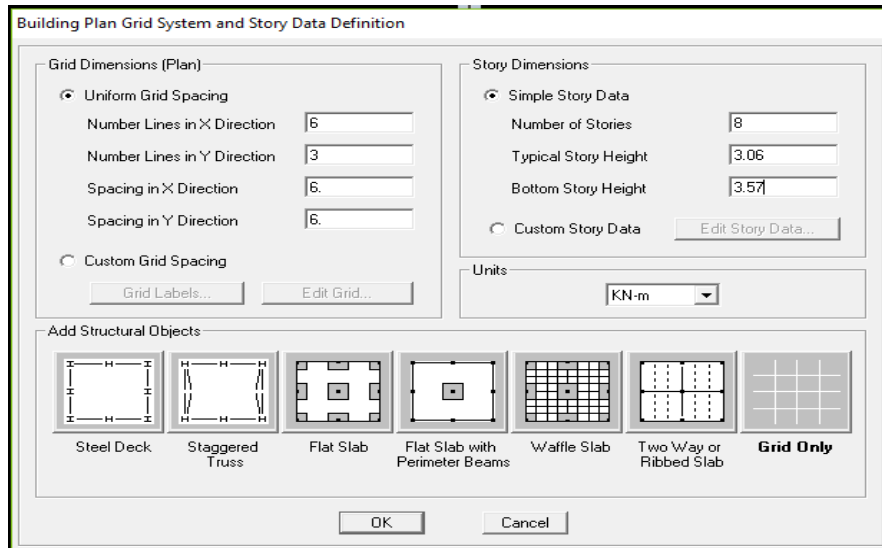 Building Plan Grid System and Story Data Definition
Grid Dimensions (Plan)
Uniform Grid Spacing
Number Lines in X Direction 6
Number Lines in Y Direction 3
Spacing in X Direction 6.
Spacing in Y Direction 6.
Custom Grid Spacing
Grid Labels... Edit Grid...
Story Dimensions
Simple Story Data
Number of Stories 8
Typical Story Height 3.06
Bottom Story Height 3.57
Custom Story Data Edit Story Data...
Units
KN-m
Add Structural Objects
Steel Deck
Staggered
Truss
Flat Slab
Flat Slab with
Perimeter Beams
Waffle Slab
Two Way or
Ribbed Slab
Grid Only
OK Cancel